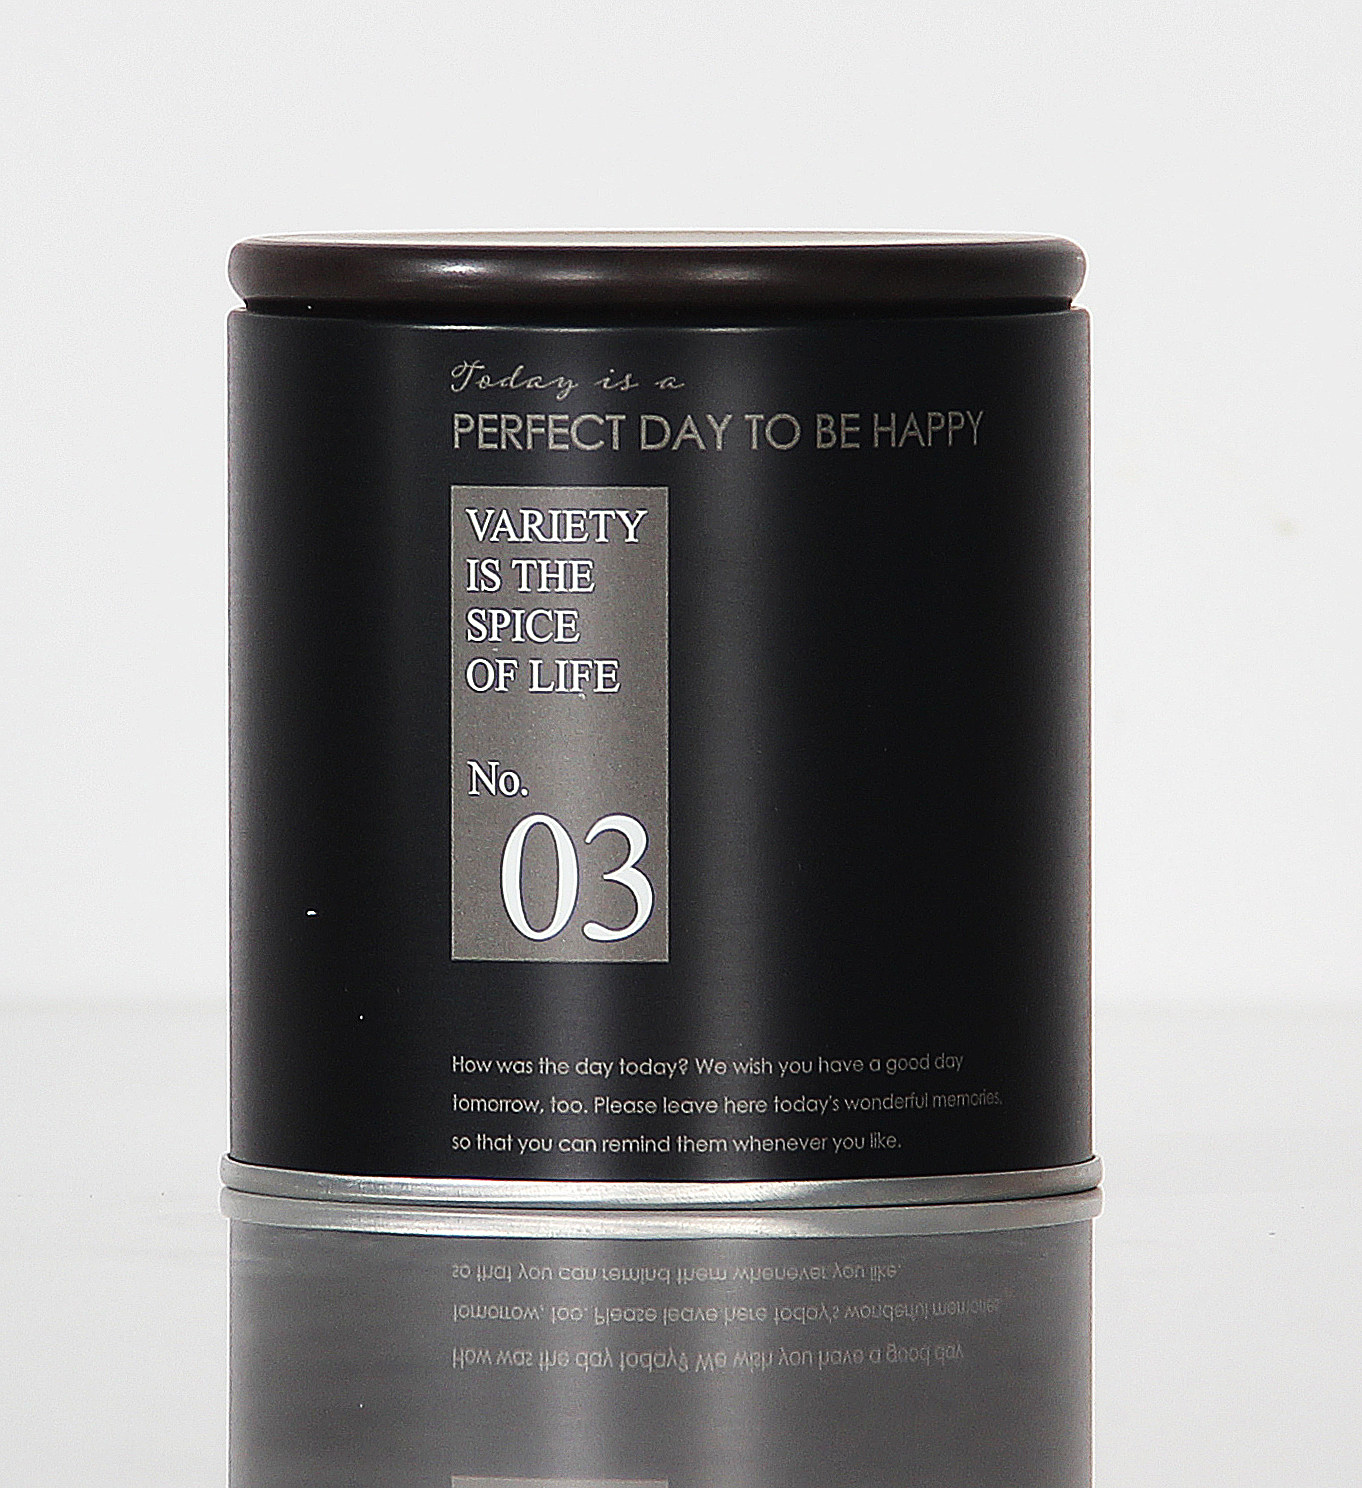 Today is a
PERFECT DAY TO BE HAPPY
VARIETY
IS THE
SPICE
OF LIFE
No.
03
How was the day today? We wish you have a good day
tomorrow, too. Please leave here today's wonderful memories,
so that you can remind them whenever you like.